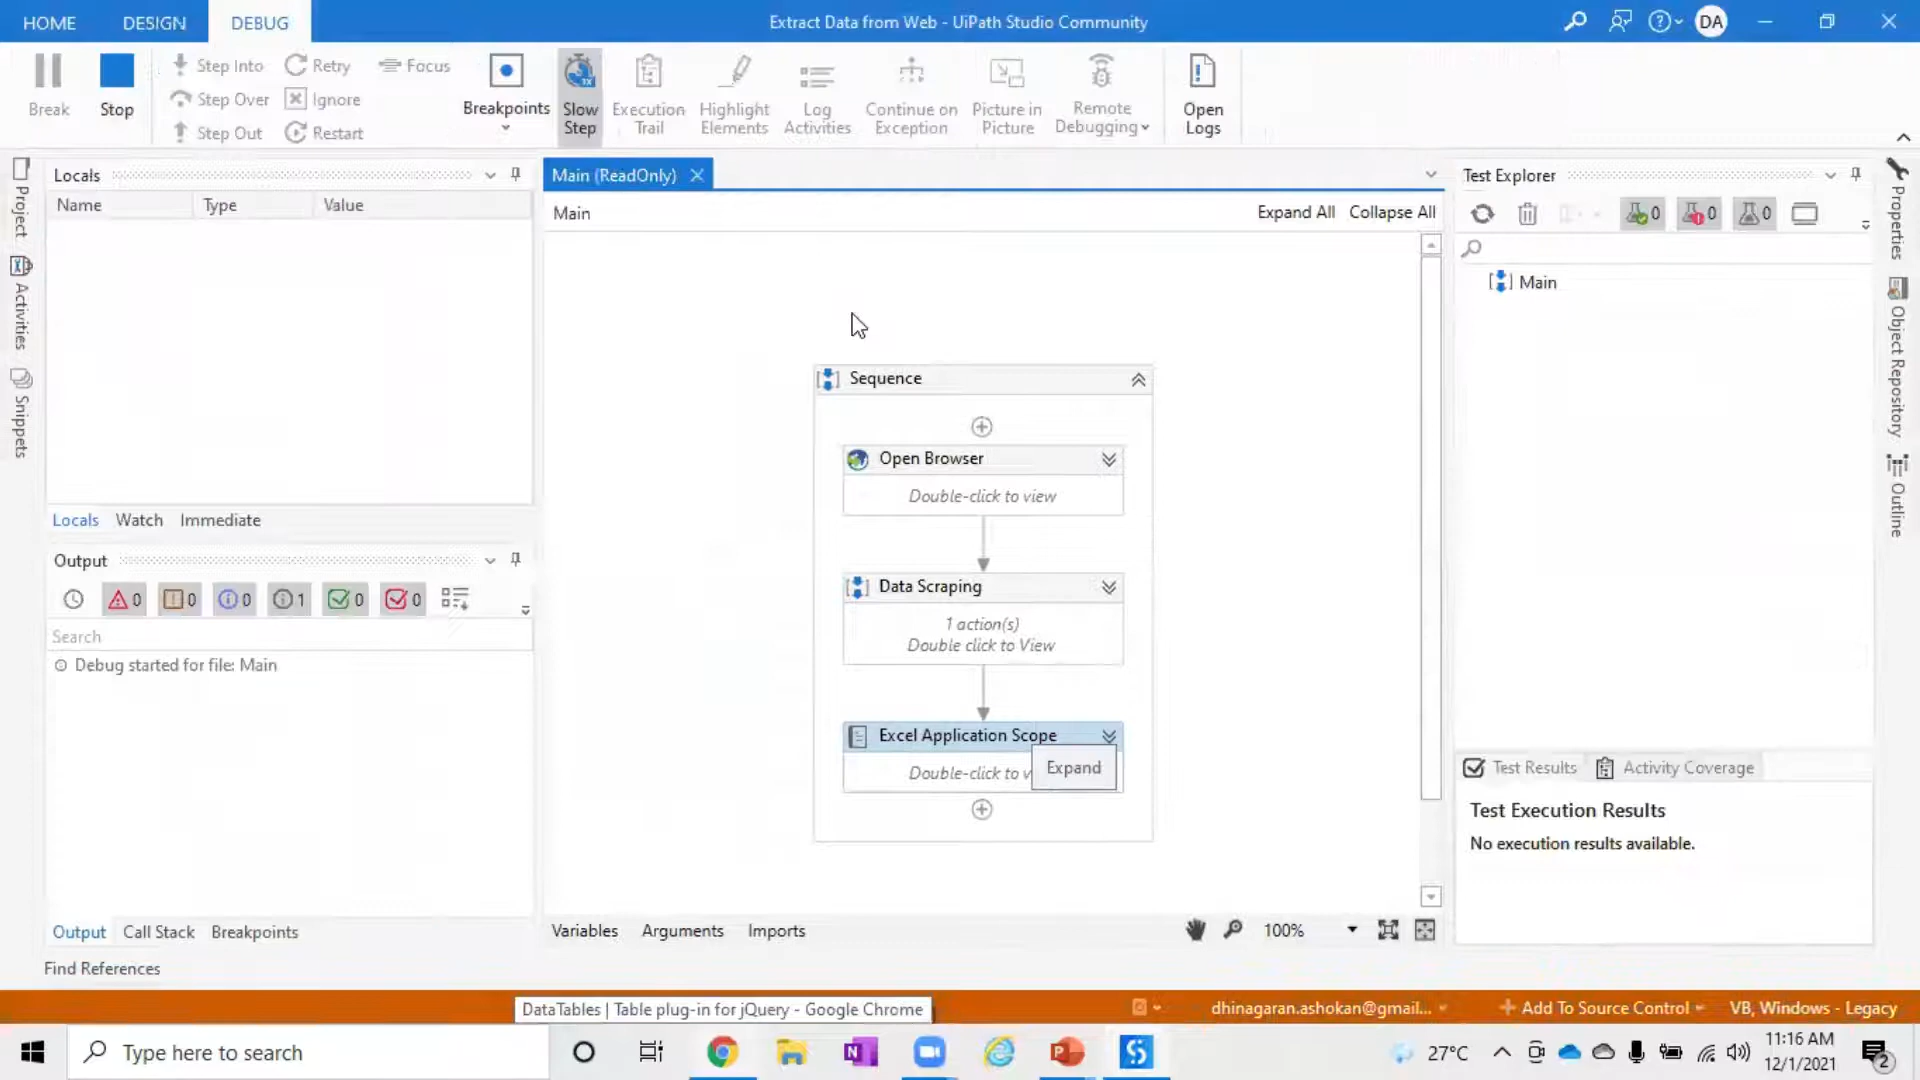 HOME DESIGN DEBUG
Extract Data from Web - UiPath Studio Community
DA
Break
Stop
Step Into
Step Over
Step Out
Retry
Ignore
Restart
Focus
Breakpoints
Slow
Step
Execution
Trail
Highlight
Elements
Log
Activities
Continue on
Exception
Picture in
Picture
Remote
Debugging
Open
Logs
Project
Activities
Snippets
Locals
Name Type Value
Locals Watch Immediate
Output
0 0 0 1 0 0
Search
Debug started for file: Main
Output Call Stack Breakpoints
Find References
Main (ReadOnly)
Main
Expand All Collapse All
Sequence
Open Browser
Double-click to view
Data Scraping
1 action(s)
Double click to View
Excel Application Scope
Double-click to v
Expand
Variables Arguments Imports
100%
Test Explorer
0 0 0
Main
Test Results Activity Coverage
Test Execution Results
No execution results available.
Properties
Object Repository
Outline
DataTables | Table plug-in for jQuery - Google Chrome
dhinagaran.ashokan@gmail...
Add To Source Control
VB, Windows - Legacy
Type here to search
27°C
11:16 AM
12/1/2021
2